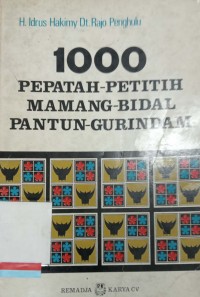 H. Idrus Hakimy Dt Rajo Penghulu
1000
PEPATAH-PETITIH
MAMANG-BIDAL
PANTUN-GURINDAM
REMADJA KARYA CV